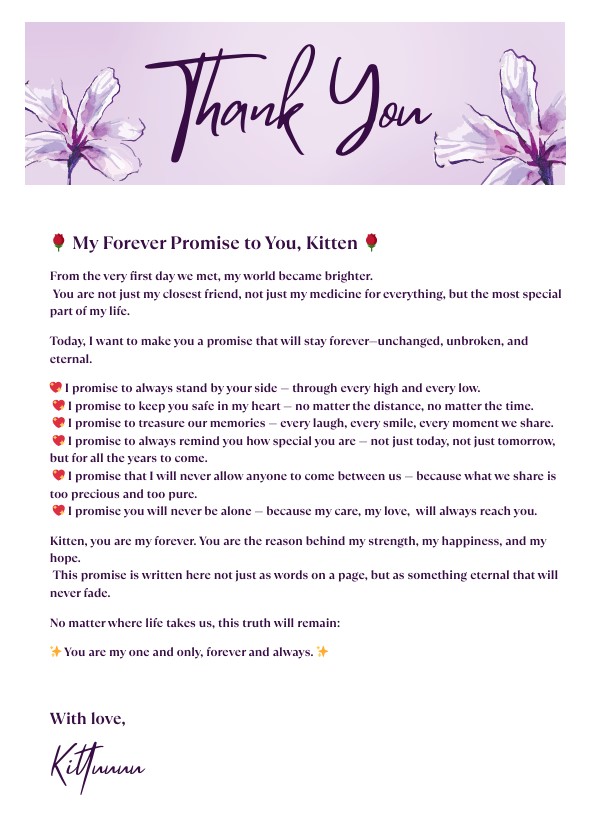 Thank You
🌹 My Forever Promise to You, Kitten 🌹
From the very first day we met, my world became brighter.
You are not just my closest friend, not just my medicine for everything, but the most special
part of my life.
Today, I want to make you a promise that will stay forever—unchanged, unbroken, and
eternal.
💖 I promise to always stand by your side — through every high and every low.
💖 I promise to keep you safe in my heart — no matter the distance, no matter the time.
💖 I promise to treasure our memories — every laugh, every smile, every moment we share.
💖 I promise to always remind you how special you are — not just today, not just tomorrow,
but for all the years to come.
💖 I promise that I will never allow anyone to come between us — because what we share is
too precious and too pure.
💖 I promise you will never be alone — because my care, my love,  will always reach you.
Kitten, you are my forever. You are the reason behind my strength, my happiness, and my
hope.
This promise is written here not just as words on a page, but as something eternal that will
never fade.
No matter where life takes us, this truth will remain:
✨ You are my one and only, forever and always. ✨
With love,
Kittuuuu